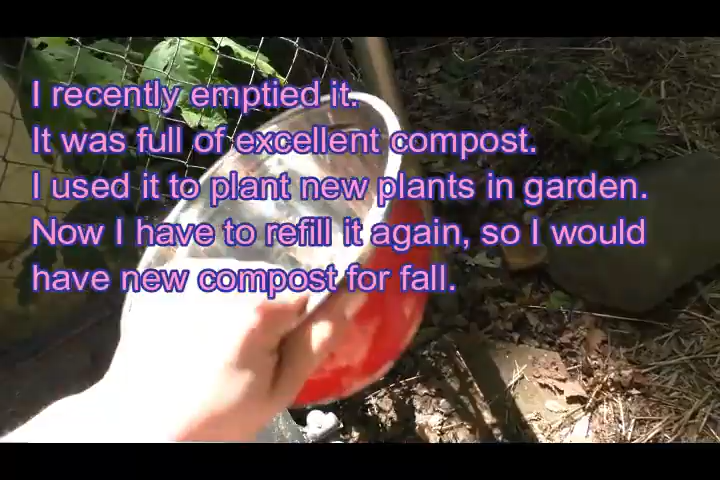 I recently emptied it.
It was full of excellent compost.
I used it to plant new plants in garden.
Now I have to refill it again, so I would
have new compost for fall.